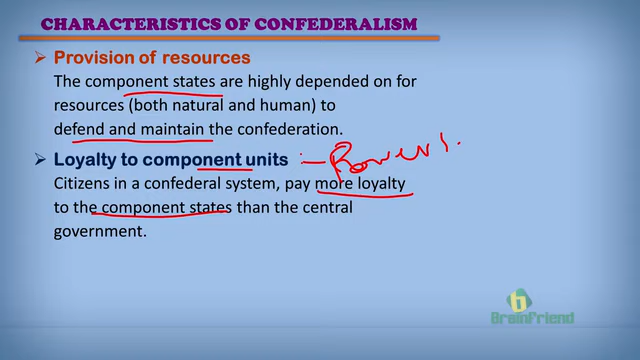 CHARACTERISTICS OF CONFEDERALISM
Provision of resources
The component states are highly depended on for
resources (both natural and human) to
defend and maintain the confederation.
Loyalty to component units - Powers.
Citizens in a confederal system, pay more loyalty
to the component states than the central
government.
b
BrainFriend